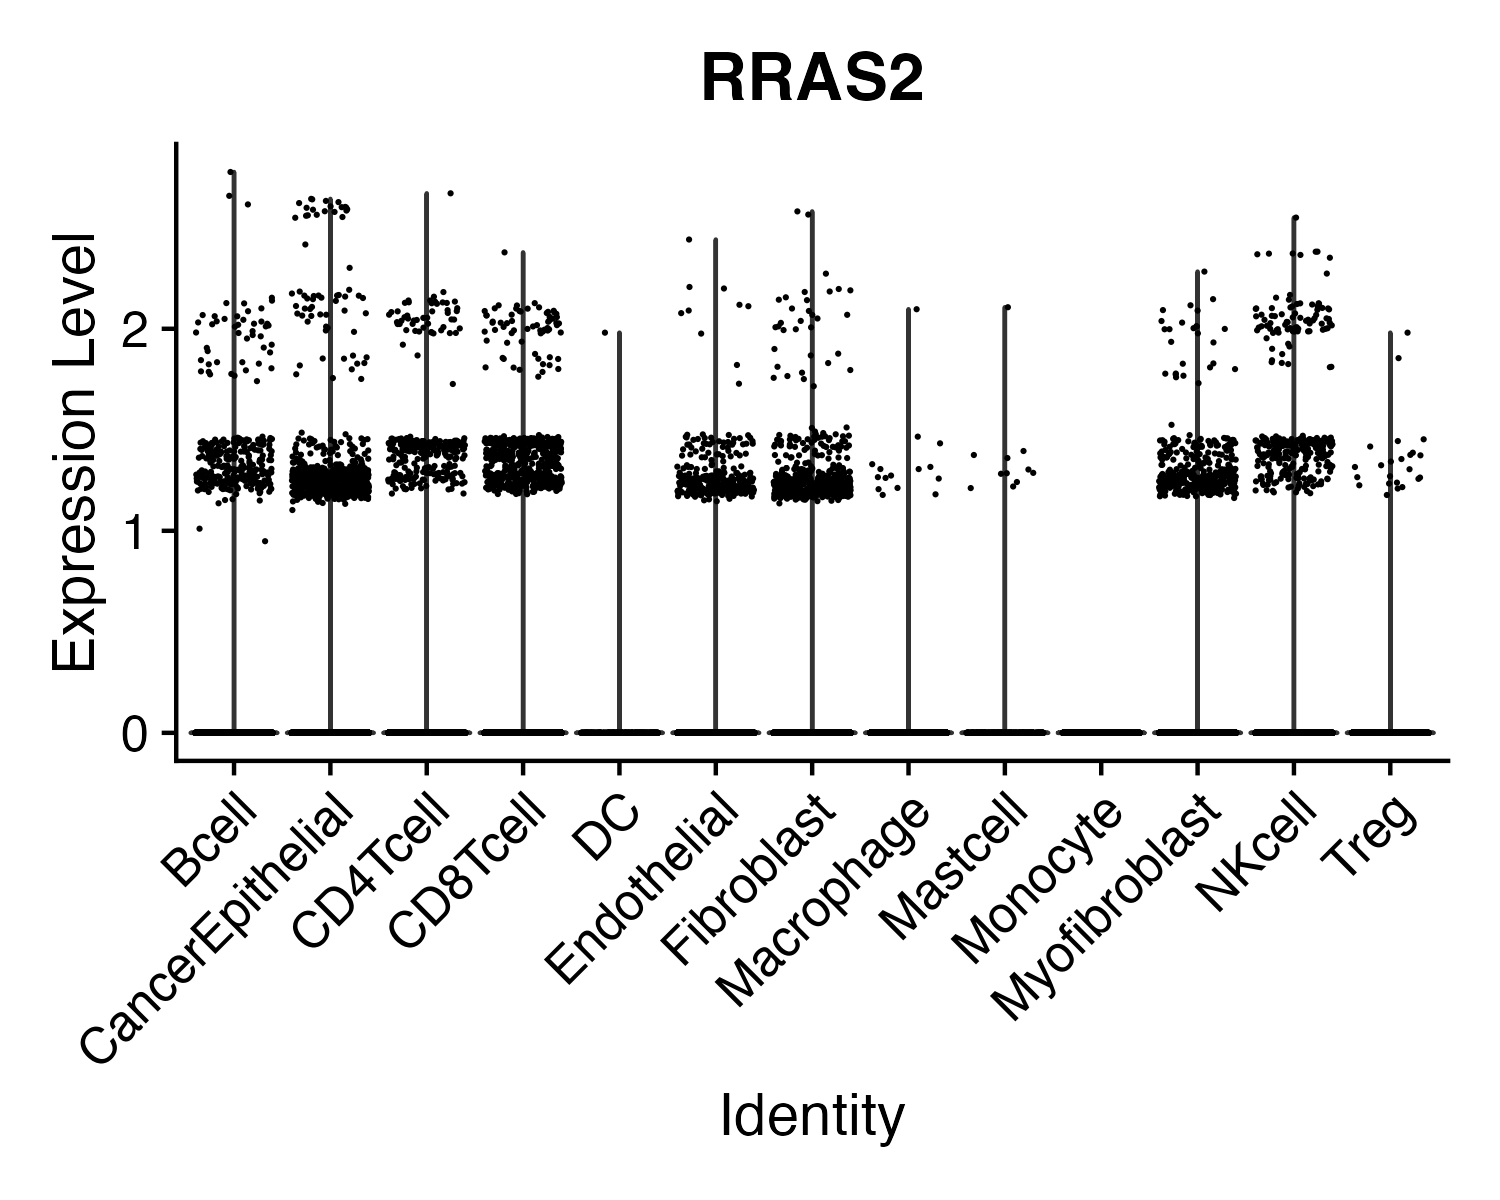 RRAS2
Expression Level
2
1
0
Bcell
CancerEpithelial
CD4Tcell
CD8Tcell
DC
Endothelial
Fibroblast
Macrophage
Mastcell
Monocyte
Myofibroblast
NKcell
Treg
Identity